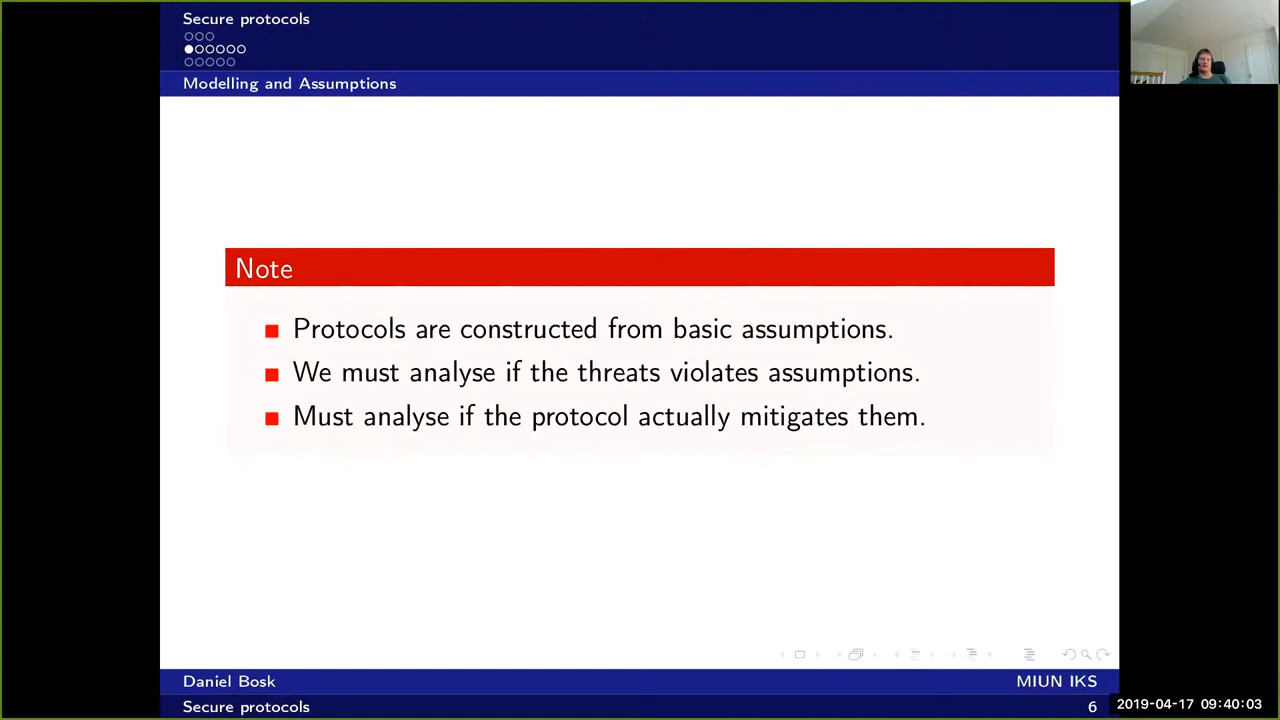 Secure protocols
Modelling and Assumptions
Note
Protocols are constructed from basic assumptions.
We must analyse if the threats violates assumptions.
Must analyse if the protocol actually mitigates them.
Daniel Bosk
MIUN IKS
Secure protocols
6
2019-04-17 09:40:03